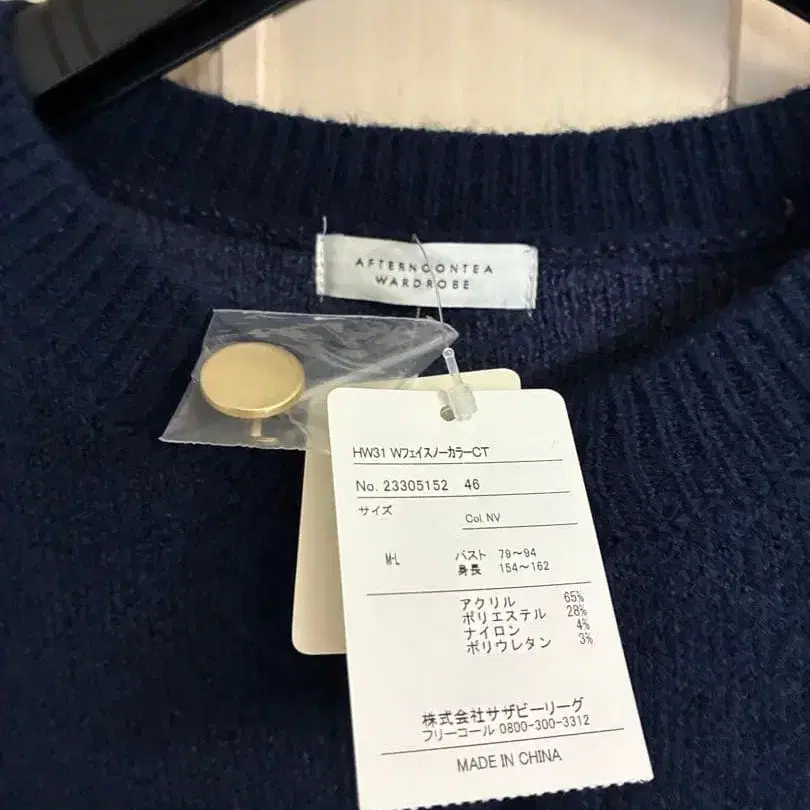 AFTERNOONTEA
WARDROBE
HW31 WフェイスノーカラーCT
No. 23305152 46
サイズ
Col. NV
M-L
バスト 79～94
身長 154～162
アクリル 65%
ポリエステル 28%
ナイロン 4%
ポリウレタン 3%
株式会社サザビーリーグ
フリーコール 0800-300-3312
MADE IN CHINA